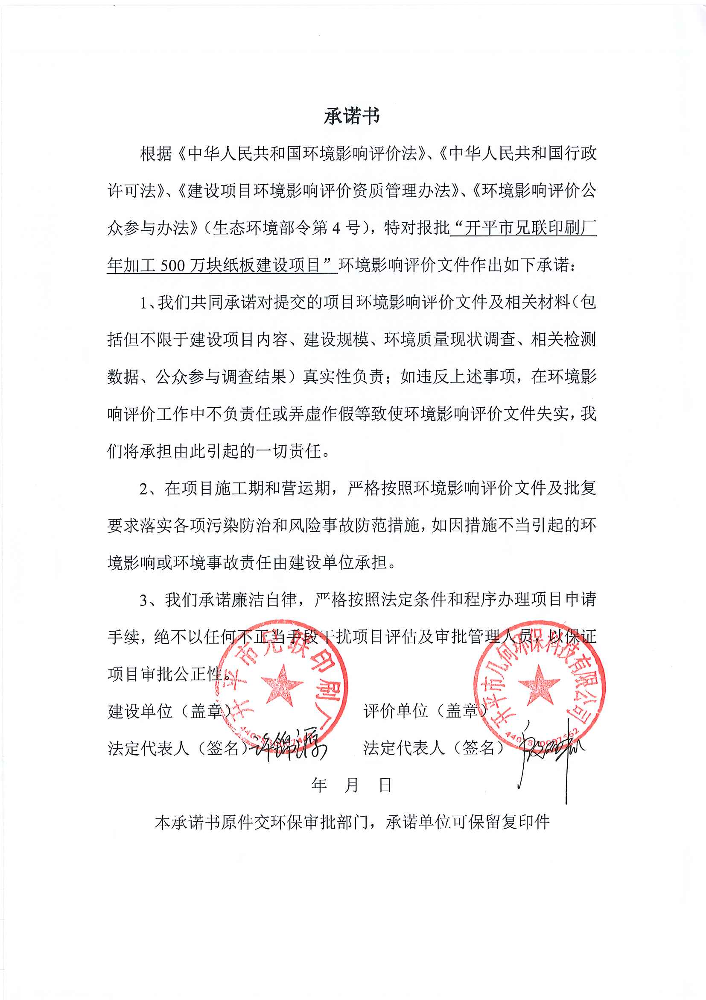 承诺书
根据《中华人民共和国环境影响评价法》、《中华人民共和国行政
许可法》、《建设项目环境影响评价资质管理办法》、《环境影响评价公
众参与办法》（生态环境部令第 4 号），特对报批“开平市兄联印刷厂
年加工 500 万块纸板建设项目”环境影响评价文件作出如下承诺：
1、我们共同承诺对提交的项目环境影响评价文件及相关材料（包
括但不限于建设项目内容、建设规模、环境质量现状调查、相关检测
数据、公众参与调查结果）真实性负责；如违反上述事项，在环境影
响评价工作中不负责任或弄虚作假等致使环境影响评价文件失实，我
们将承担由此引起的一切责任。
2、在项目施工期和营运期，严格按照环境影响评价文件及批复
要求落实各项污染防治和风险事故防范措施，如因措施不当引起的环
境影响或环境事故责任由建设单位承担。
3、我们承诺廉洁自律，严格按照法定条件和程序办理项目申请
手续，绝不以任何不正当手段干扰项目评估及审批管理人员，以保证
项目审批公正性。
开平市兄联印刷厂
开平市几何环保科技有限公司
建设单位（盖章） 评价单位（盖章）
法定代表人（签名）许锦源 法定代表人（签名）
年 月 日
本承诺书原件交环保审批部门，承诺单位可保留复印件